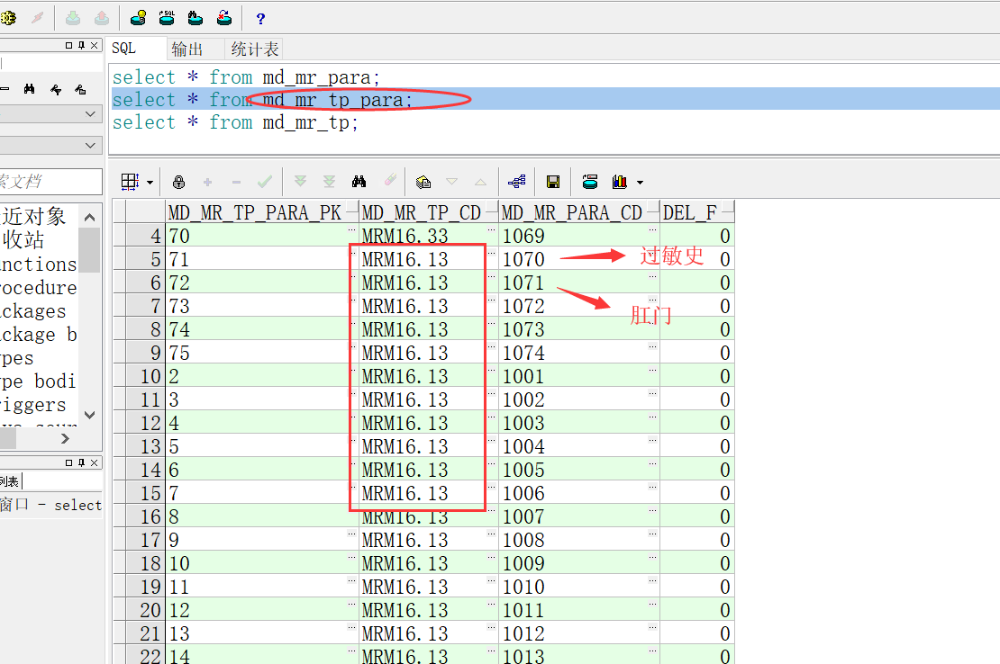 SQL 输出 统计表
select * from md_mr_para;
select * from md_mr_tp_para;
select * from md_mr_tp;
索文档
近对象
收站
unctions
rocedure
ackages
ackage b
ypes
ype bodi
riggers
列表
窗口 - select
MD_MR_TP_PARA_PK MD_MR_TP_CD MD_MR_PARA_CD DEL_F
4 70 MRM16.33 1069 0
5 71 MRM16.13 1070 过敏史 0
6 72 MRM16.13 1071 0
7 73 MRM16.13 1072 肛门 0
8 74 MRM16.13 1073 0
9 75 MRM16.13 1074 0
10 2 MRM16.13 1001 0
11 3 MRM16.13 1002 0
12 4 MRM16.13 1003 0
13 5 MRM16.13 1004 0
14 6 MRM16.13 1005 0
15 7 MRM16.13 1006 0
16 8 MRM16.13 1007 0
17 9 MRM16.13 1008 0
18 10 MRM16.13 1009 0
19 11 MRM16.13 1010 0
20 12 MRM16.13 1011 0
21 13 MRM16.13 1012 0
22 14 MRM16.13 1013 0